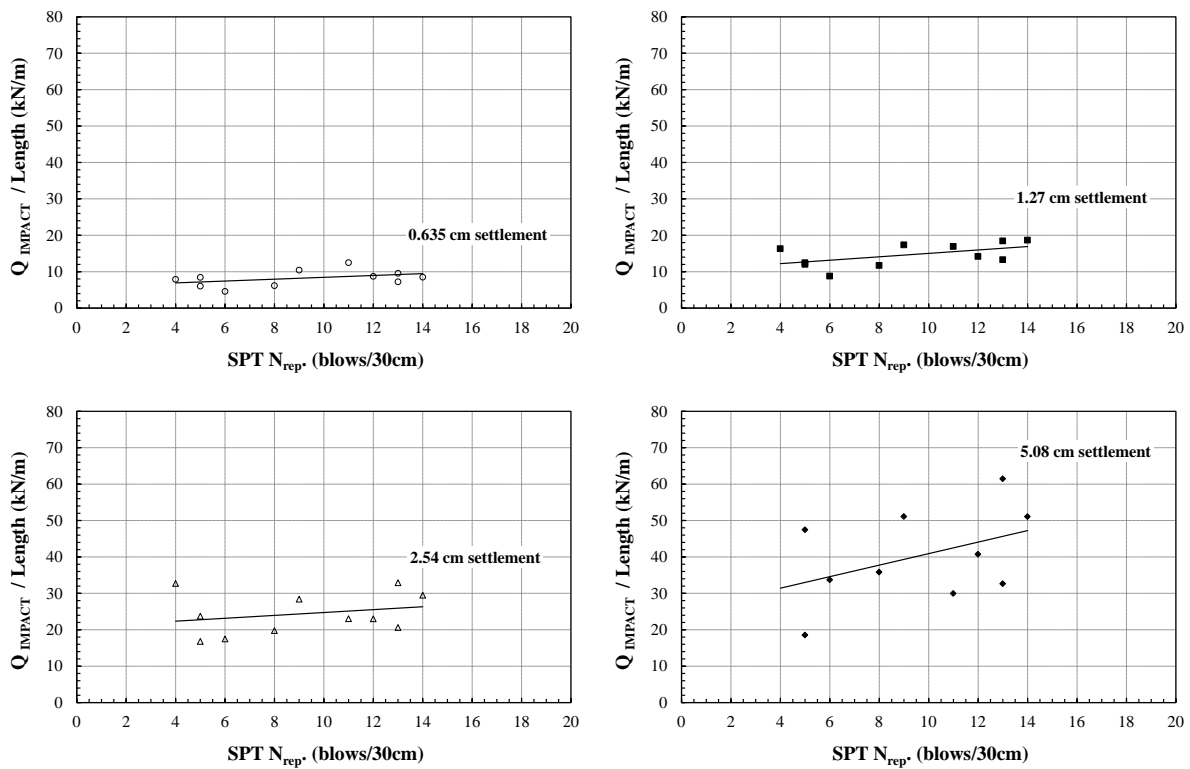 80
70
60
50
40
30
20
10
0
Q IMPACT / Length (kN/m)
0.635 cm settlement
0 2 4 6 8 10 12 14 16 18 20
SPT Nrep. (blows/30cm)
80
70
60
50
40
30
20
10
0
Q IMPACT / Length (kN/m)
1.27 cm settlement
0 2 4 6 8 10 12 14 16 18 20
SPT Nrep. (blows/30cm)
80
70
60
50
40
30
20
10
0
Q IMPACT / Length (kN/m)
2.54 cm settlement
0 2 4 6 8 10 12 14 16 18 20
SPT Nrep. (blows/30cm)
80
70
60
50
40
30
20
10
0
Q IMPACT / Length (kN/m)
5.08 cm settlement
0 2 4 6 8 10 12 14 16 18 20
SPT Nrep. (blows/30cm)